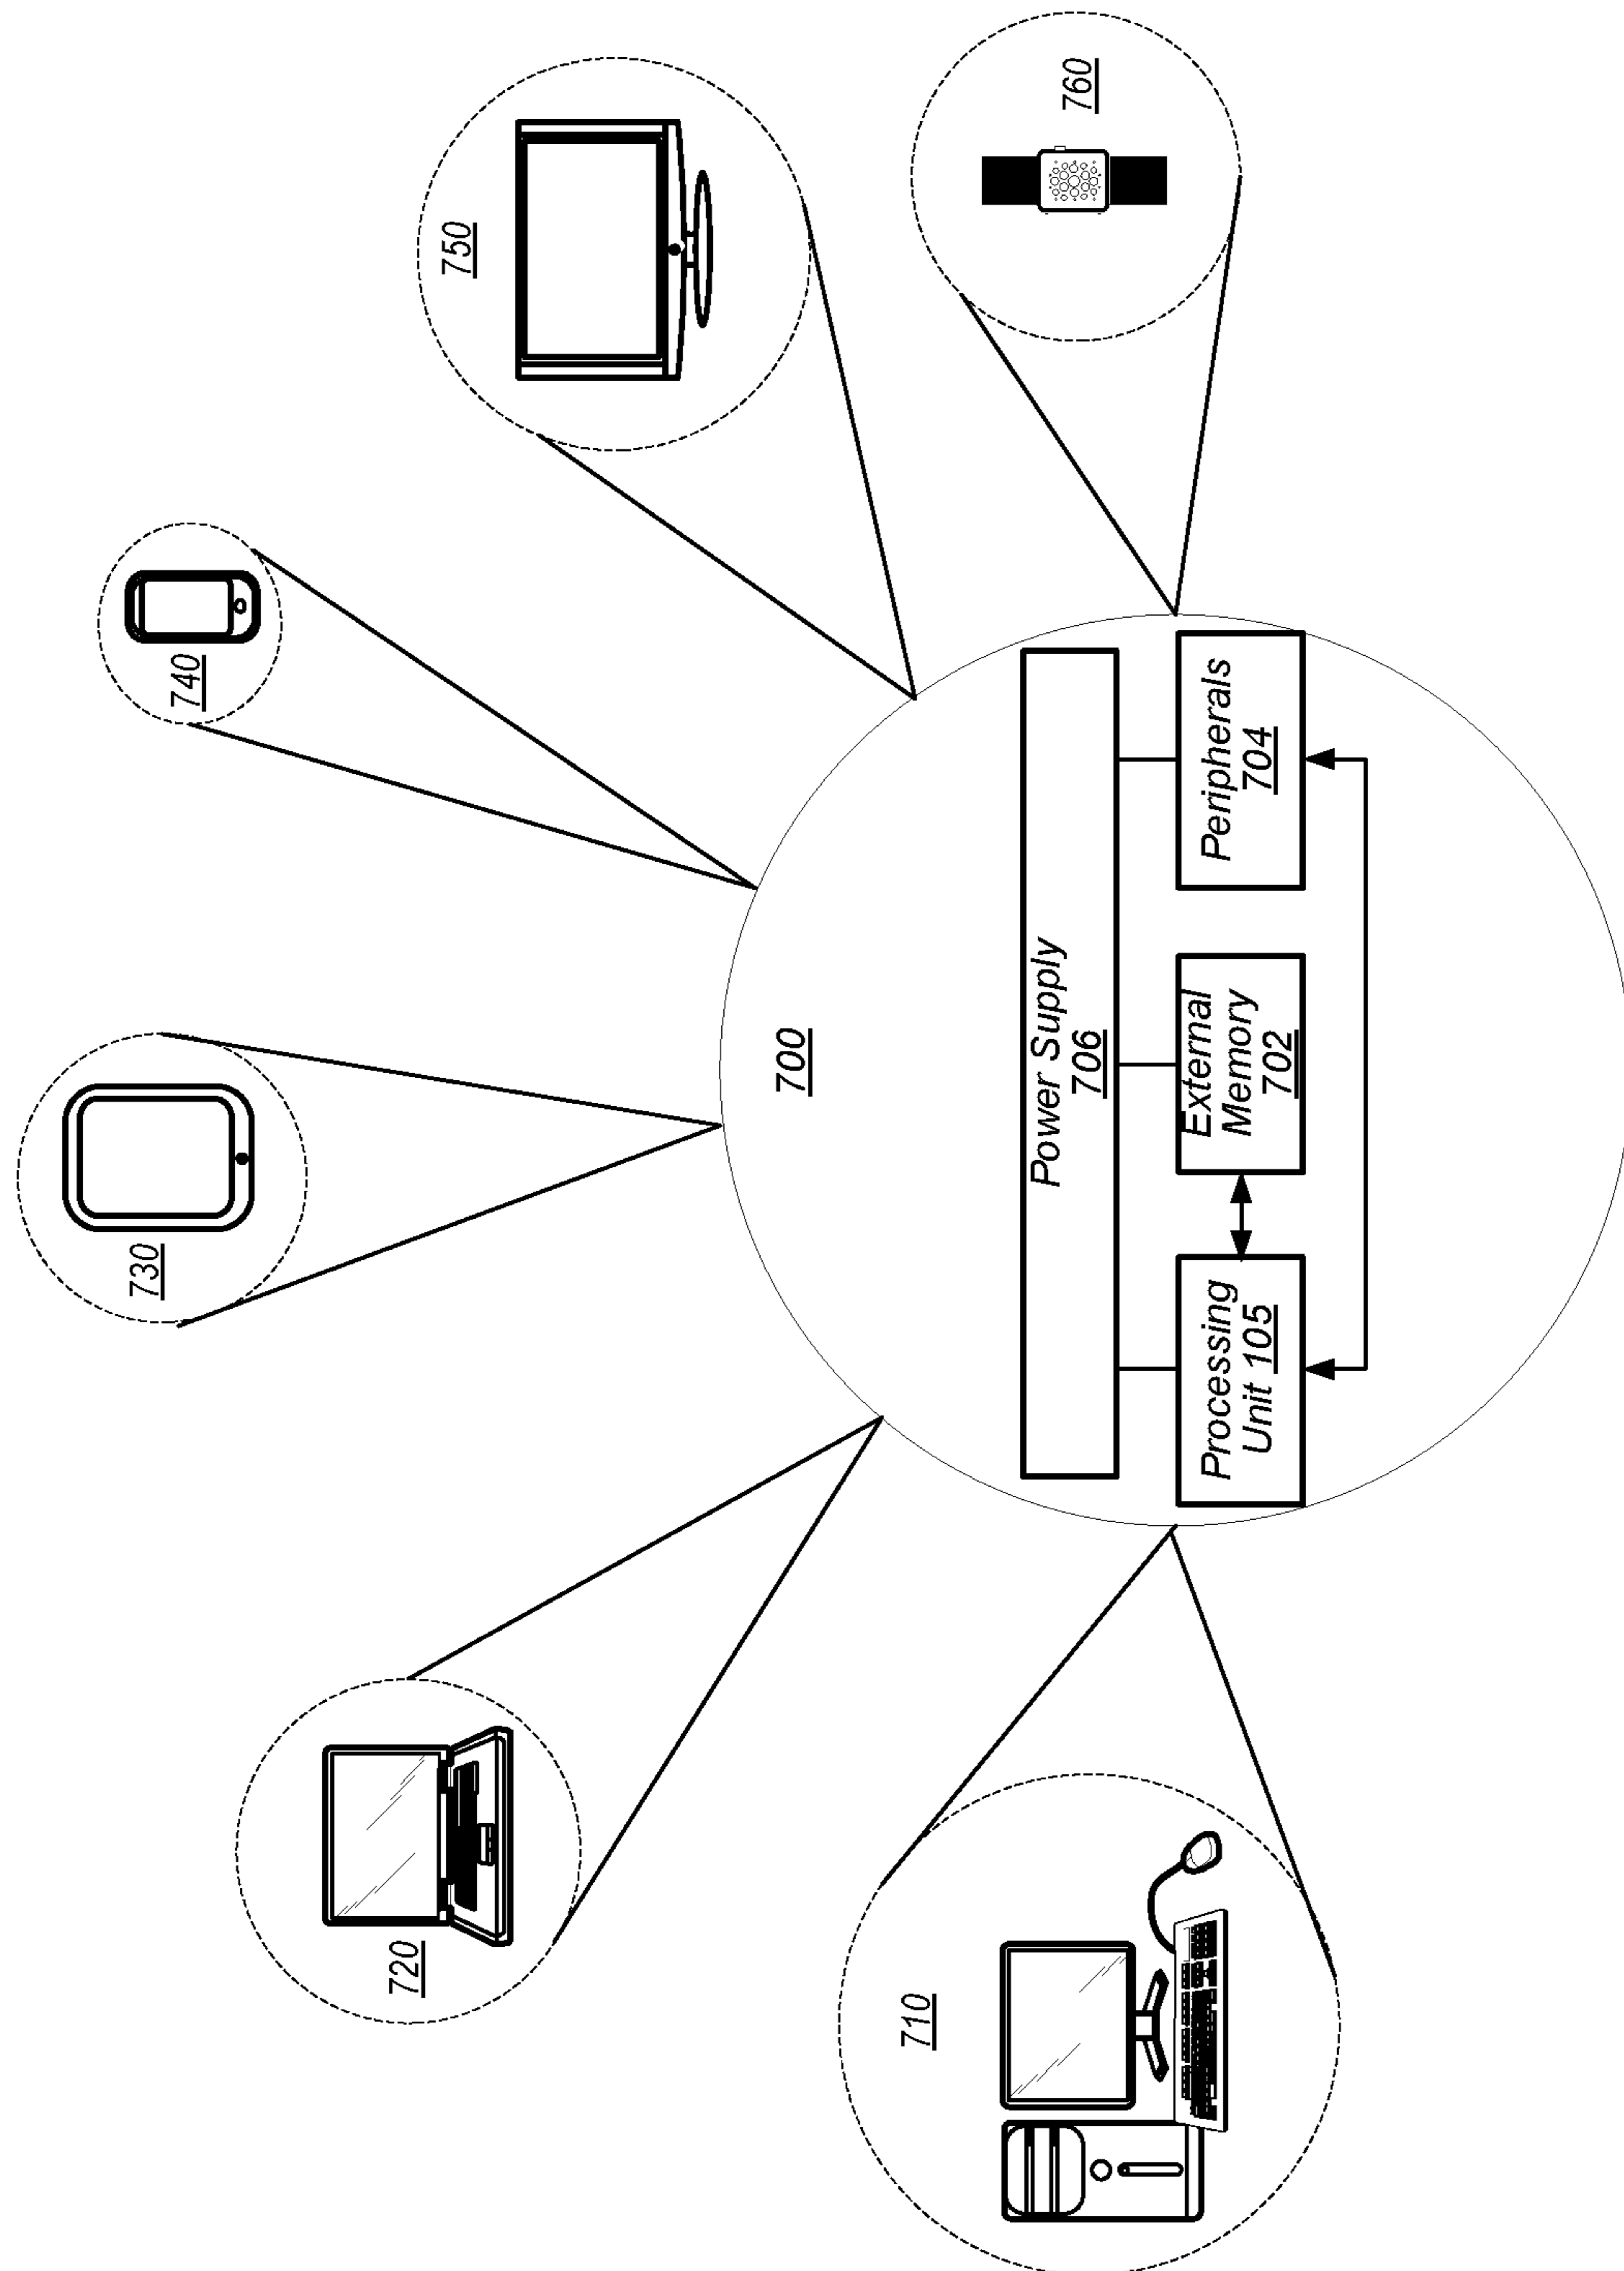 710
720
730
740
750
760
700
Power Supply
706
Processing
Unit 105
External
Memory
702
Peripherals
704